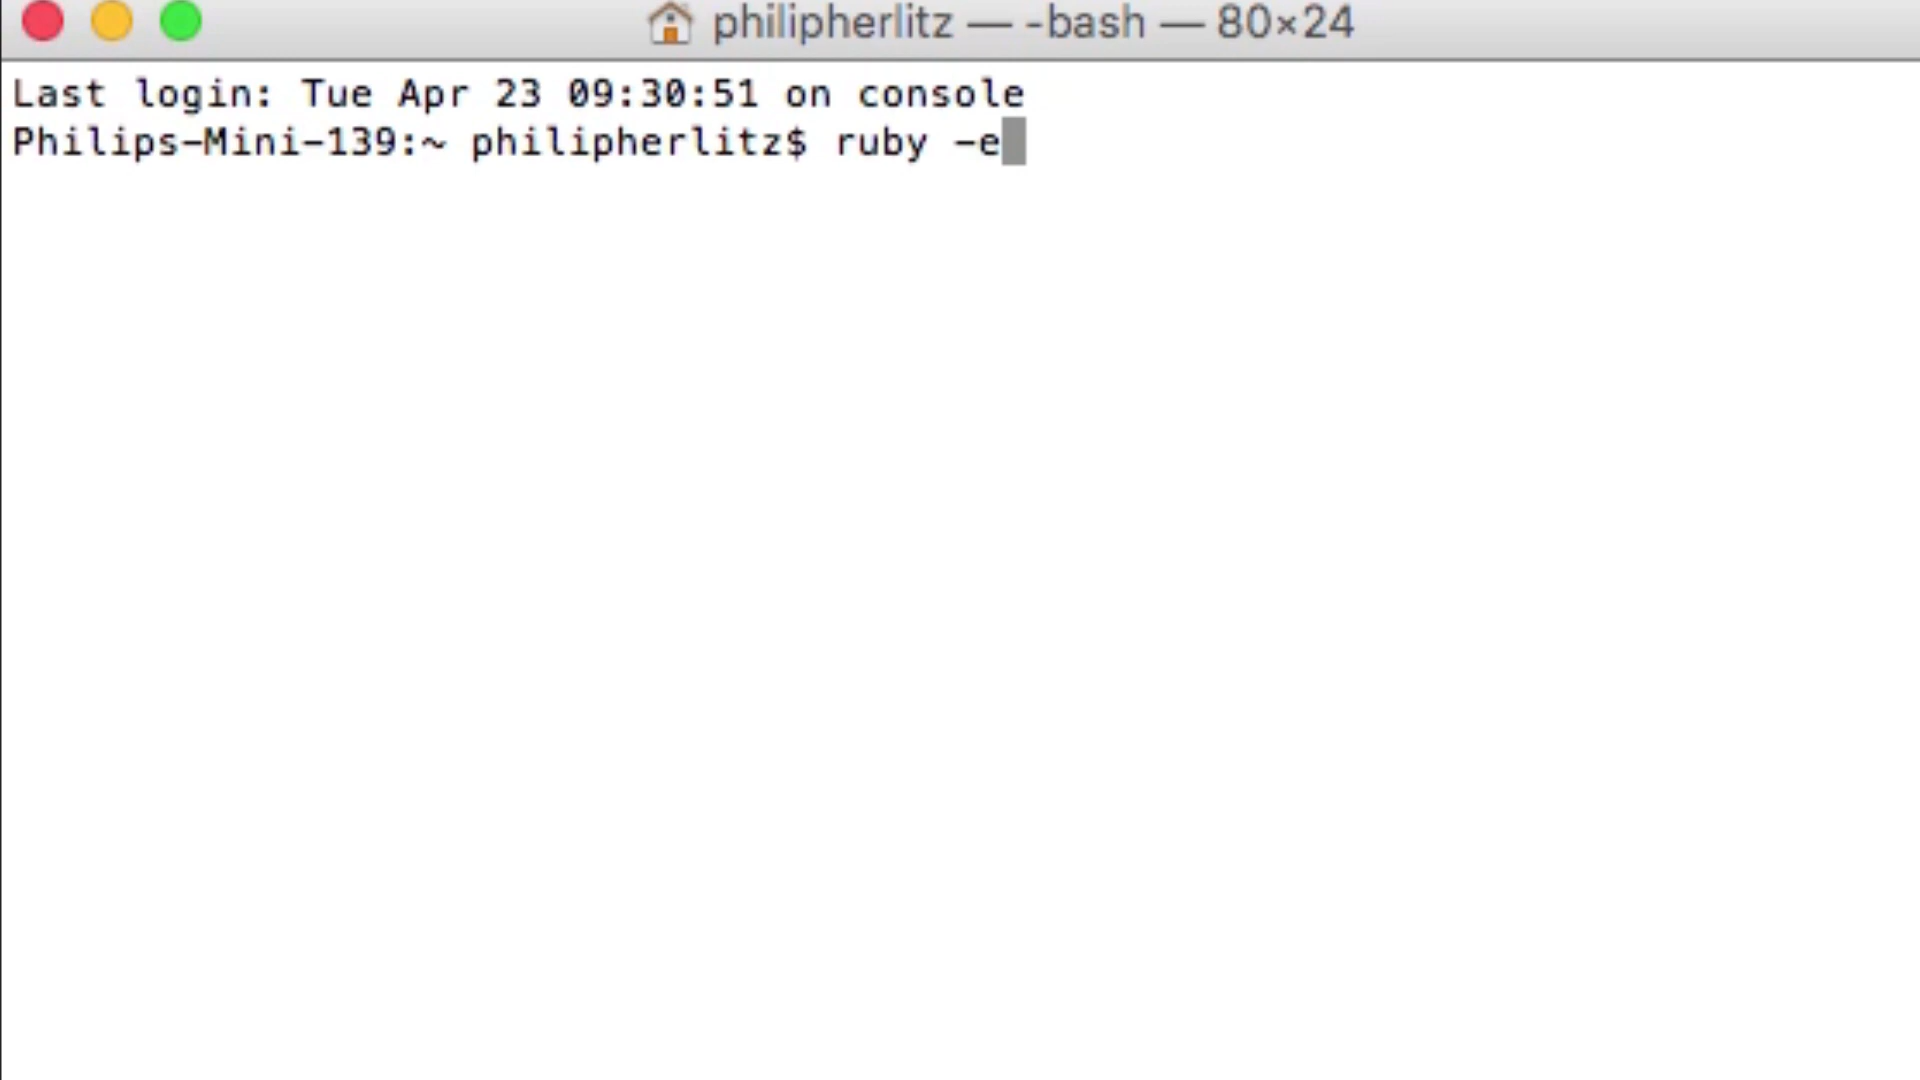 philipherlitz — -bash — 80×24
Last login: Tue Apr 23 09:30:51 on console
Philips-Mini-139:~ philipherlitz$ ruby -e